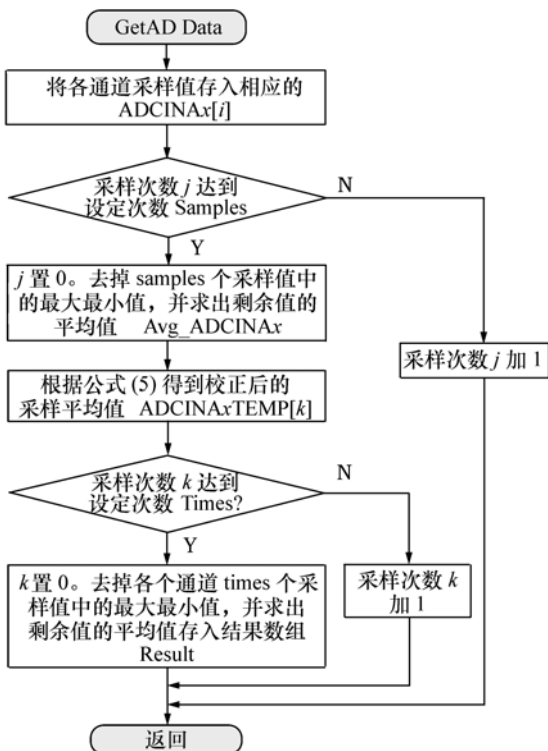 GetAD Data
将各通道采样值存入相应的
ADCINAx[i]
采样次数 j 达到
设定次数 Samples
N
Y
j 置 0。去掉 samples 个采样值中
的最大最小值，并求出剩余值的
平均值 Avg_ADCINAx
采样次数 j 加 1
根据公式 (5) 得到校正后的
采样平均值 ADCINAxTEMP[k]
采样次数 k 达到
设定次数 Times?
N
Y
k 置 0。去掉各个通道 times 个采
样值中的最大最小值，并求出
剩余值的平均值存入结果数组
Result
采样次数 k
加 1
返回